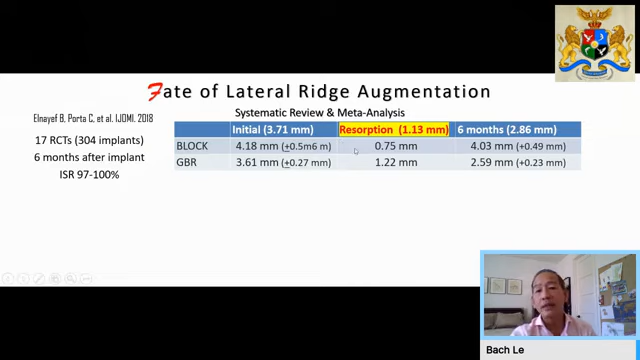 Fate of Lateral Ridge Augmentation
Elnayef B, Porta C, et al. IJOMI. 2018
17 RCTs (304 implants)
6 months after implant
ISR 97-100%
Systematic Review & Meta-Analysis
Initial (3.71 mm) Resorption (1.13 mm) 6 months (2.86 mm)
BLOCK 4.18 mm (±0.5m6 m) 0.75 mm 4.03 mm (+0.49 mm)
GBR 3.61 mm (±0.27 mm) 1.22 mm 2.59 mm (+0.23 mm)
Bach Le